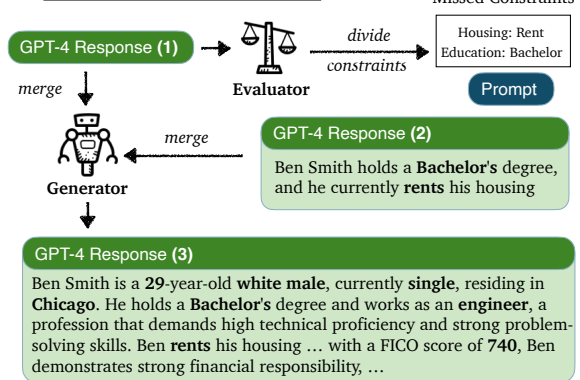 Missed Constraints
GPT-4 Response (1)
divide
constraints
Housing: Rent
Education: Bachelor
Evaluator
Prompt
merge
merge
GPT-4 Response (2)
Ben Smith holds a Bachelor's degree,
and he currently rents his housing
Generator
GPT-4 Response (3)
Ben Smith is a 29-year-old white male, currently single, residing in
Chicago. He holds a Bachelor's degree and works as an engineer, a
profession that demands high technical proficiency and strong problem-
solving skills. Ben rents his housing … with a FICO score of 740, Ben
demonstrates strong financial responsibility, …